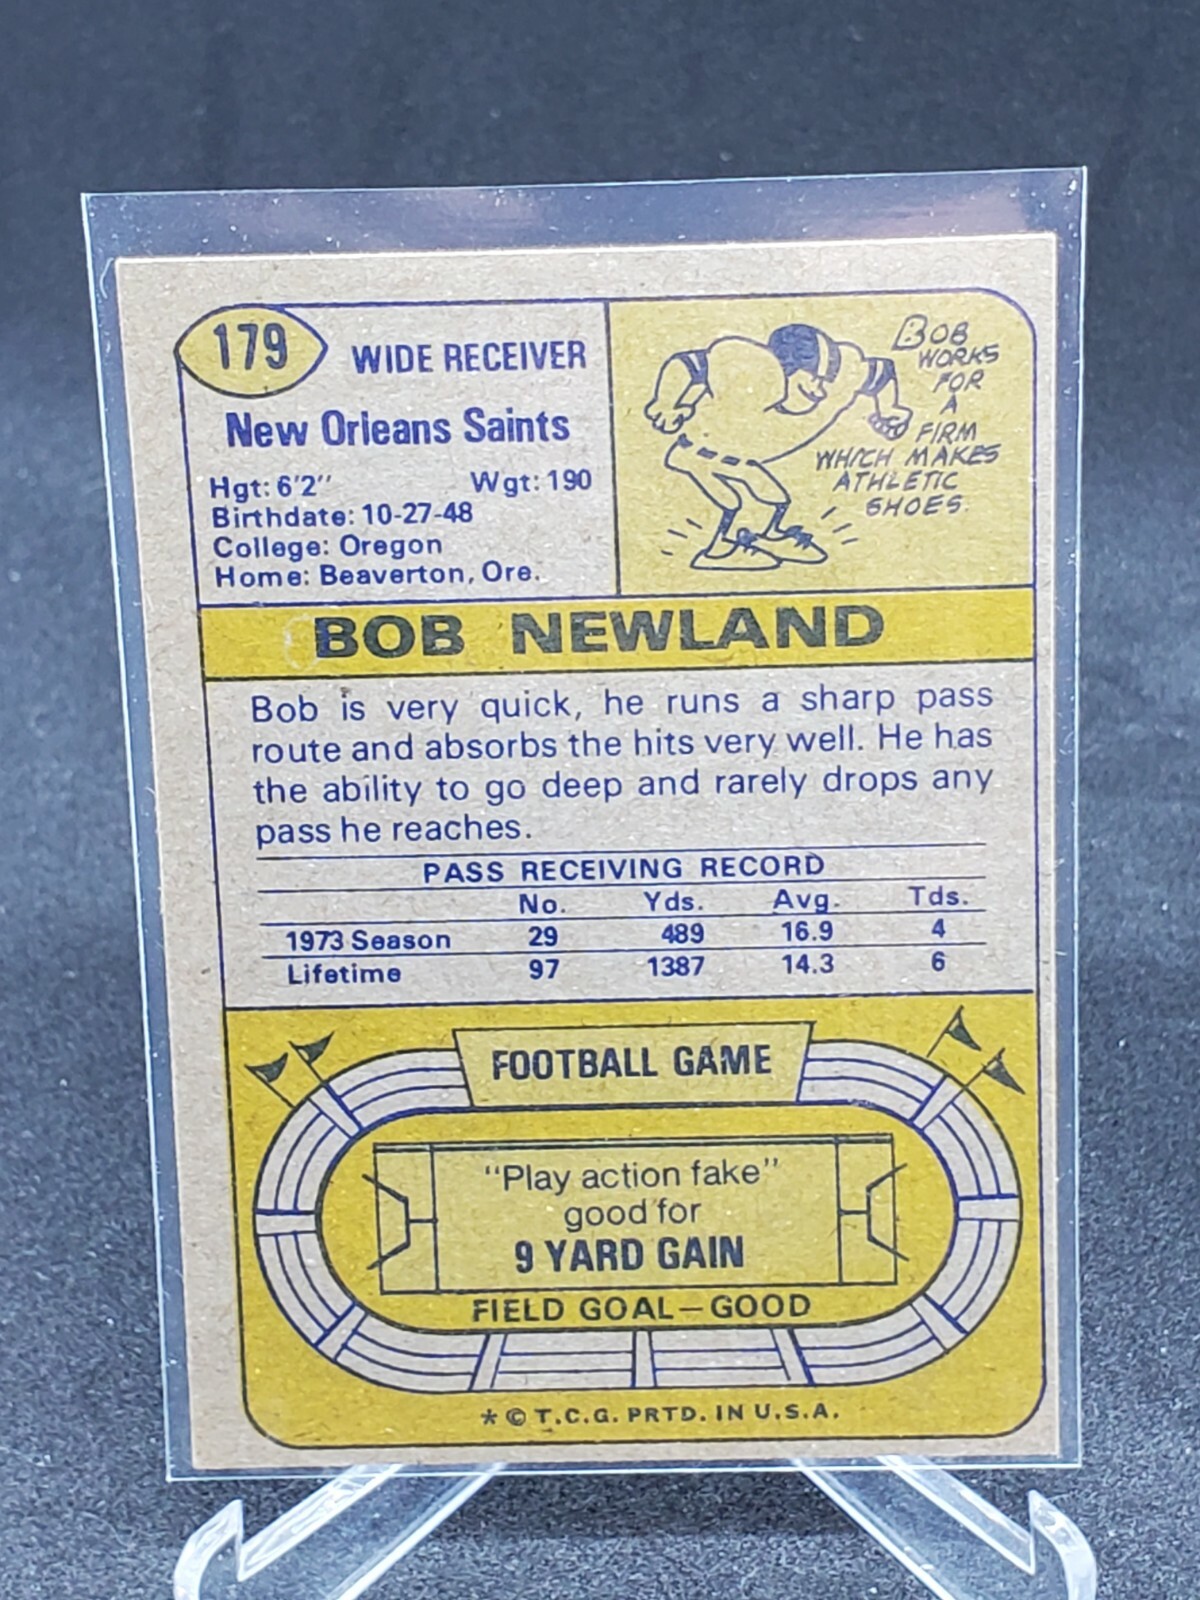 179
WIDE RECEIVER
New Orleans Saints
Hgt: 6'2" Wgt: 190
Birthdate: 10-27-48
College: Oregon
Home: Beaverton, Ore.
BOB
WORKS
FOR
A
FIRM
WHICH MAKES
ATHLETIC
SHOES.
BOB NEWLAND
Bob is very quick, he runs a sharp pass
route and absorbs the hits very well. He has
the ability to go deep and rarely drops any
pass he reaches.
PASS RECEIVING RECORD
No. Yds. Avg. Tds.
1973 Season 29 489 16.9 4
Lifetime 97 1387 14.3 6
FOOTBALL GAME
"Play action fake"
good for
9 YARD GAIN
FIELD GOAL—GOOD
* © T.C.G. PRTD. IN U.S.A.